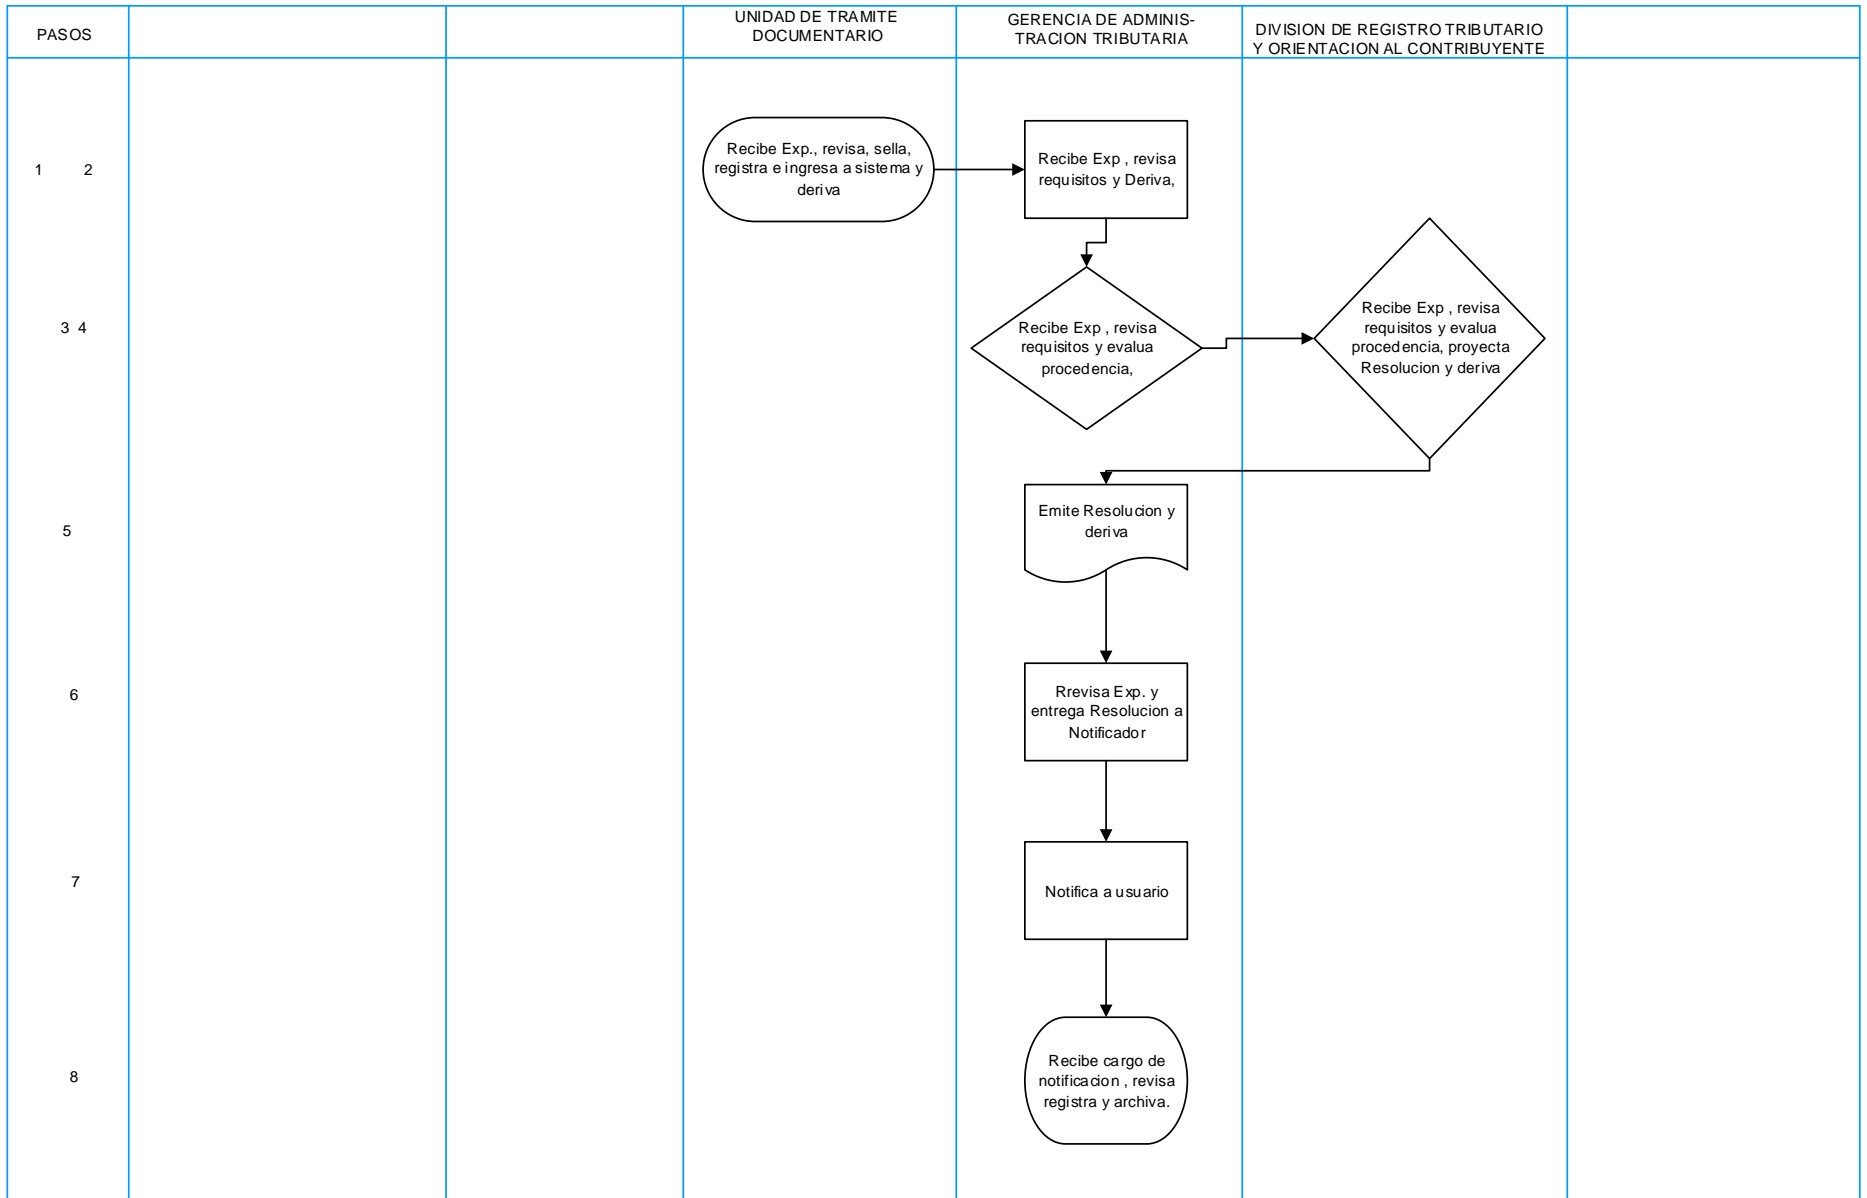 PASOS
UNIDAD DE TRAMITE
DOCUMENTARIO
GERENCIA DE ADMINIS-
TRACION TRIBUTARIA
DIVISION DE REGISTRO TRIBUTARIO
Y ORIENTACION AL CONTRIBUYENTE
1 2
Recibe Exp., revisa, sella,
registra e ingresa a sistema y
deriva
Recibe Exp , revisa
requisitos y Deriva,
3 4
Recibe Exp , revisa
requisitos y evalua
procedencia,
Recibe Exp , revisa
requisitos y evalua
procedencia, proyecta
Resolucion y deriva
5
Emite Resolucion y
deriva
6
Rrevisa Exp. y
entrega Resolucion a
Notificador
7
Notifica a usuario
8
Recibe cargo de
notificacion , revisa
registra y archiva.